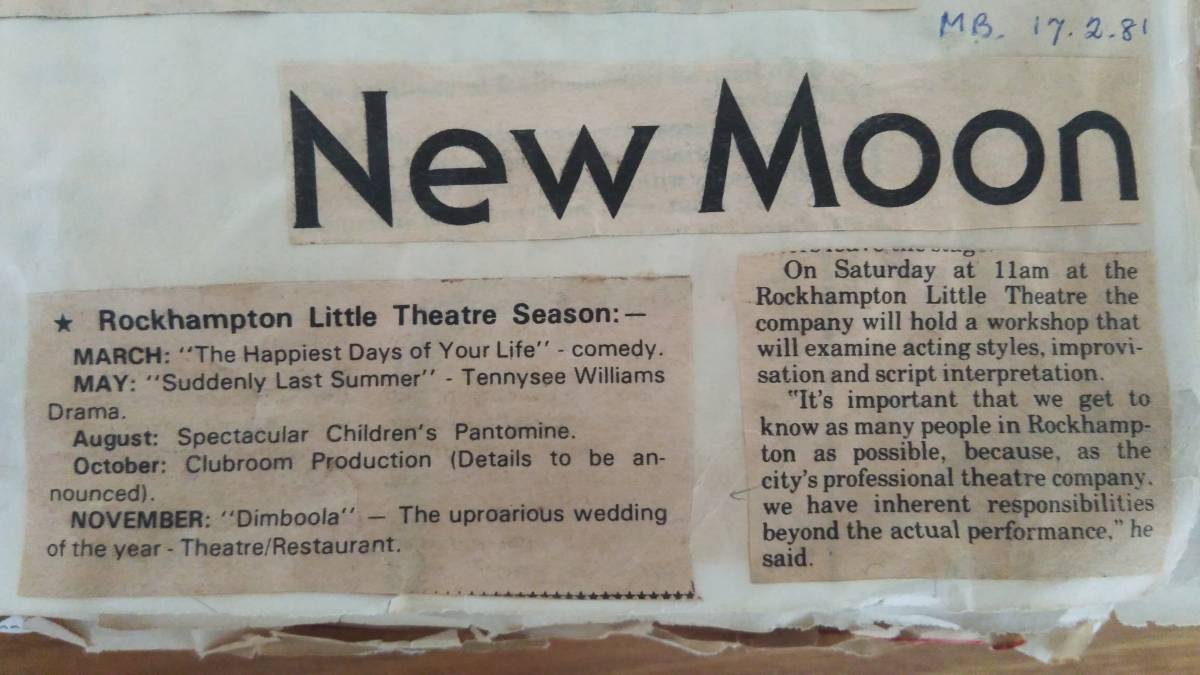 MB. 17.2.81
New Moon
★ Rockhampton Little Theatre Season:—
MARCH: "The Happiest Days of Your Life" - comedy.
MAY: "Suddenly Last Summer" - Tennysee Williams
Drama.
August: Spectacular Children's Pantomine.
October: Clubroom Production (Details to be an-
nounced).
NOVEMBER: "Dimboola" — The uproarious wedding
of the year - Theatre/Restaurant.
leave the stage.
On Saturday at 11am at the
Rockhampton Little Theatre the
company will hold a workshop that
will examine acting styles, improvi-
sation and script interpretation.
"It's important that we get to
know as many people in Rockhamp-
ton as possible, because, as the
city's professional theatre company,
we have inherent responsibilities
beyond the actual performance," he
said.